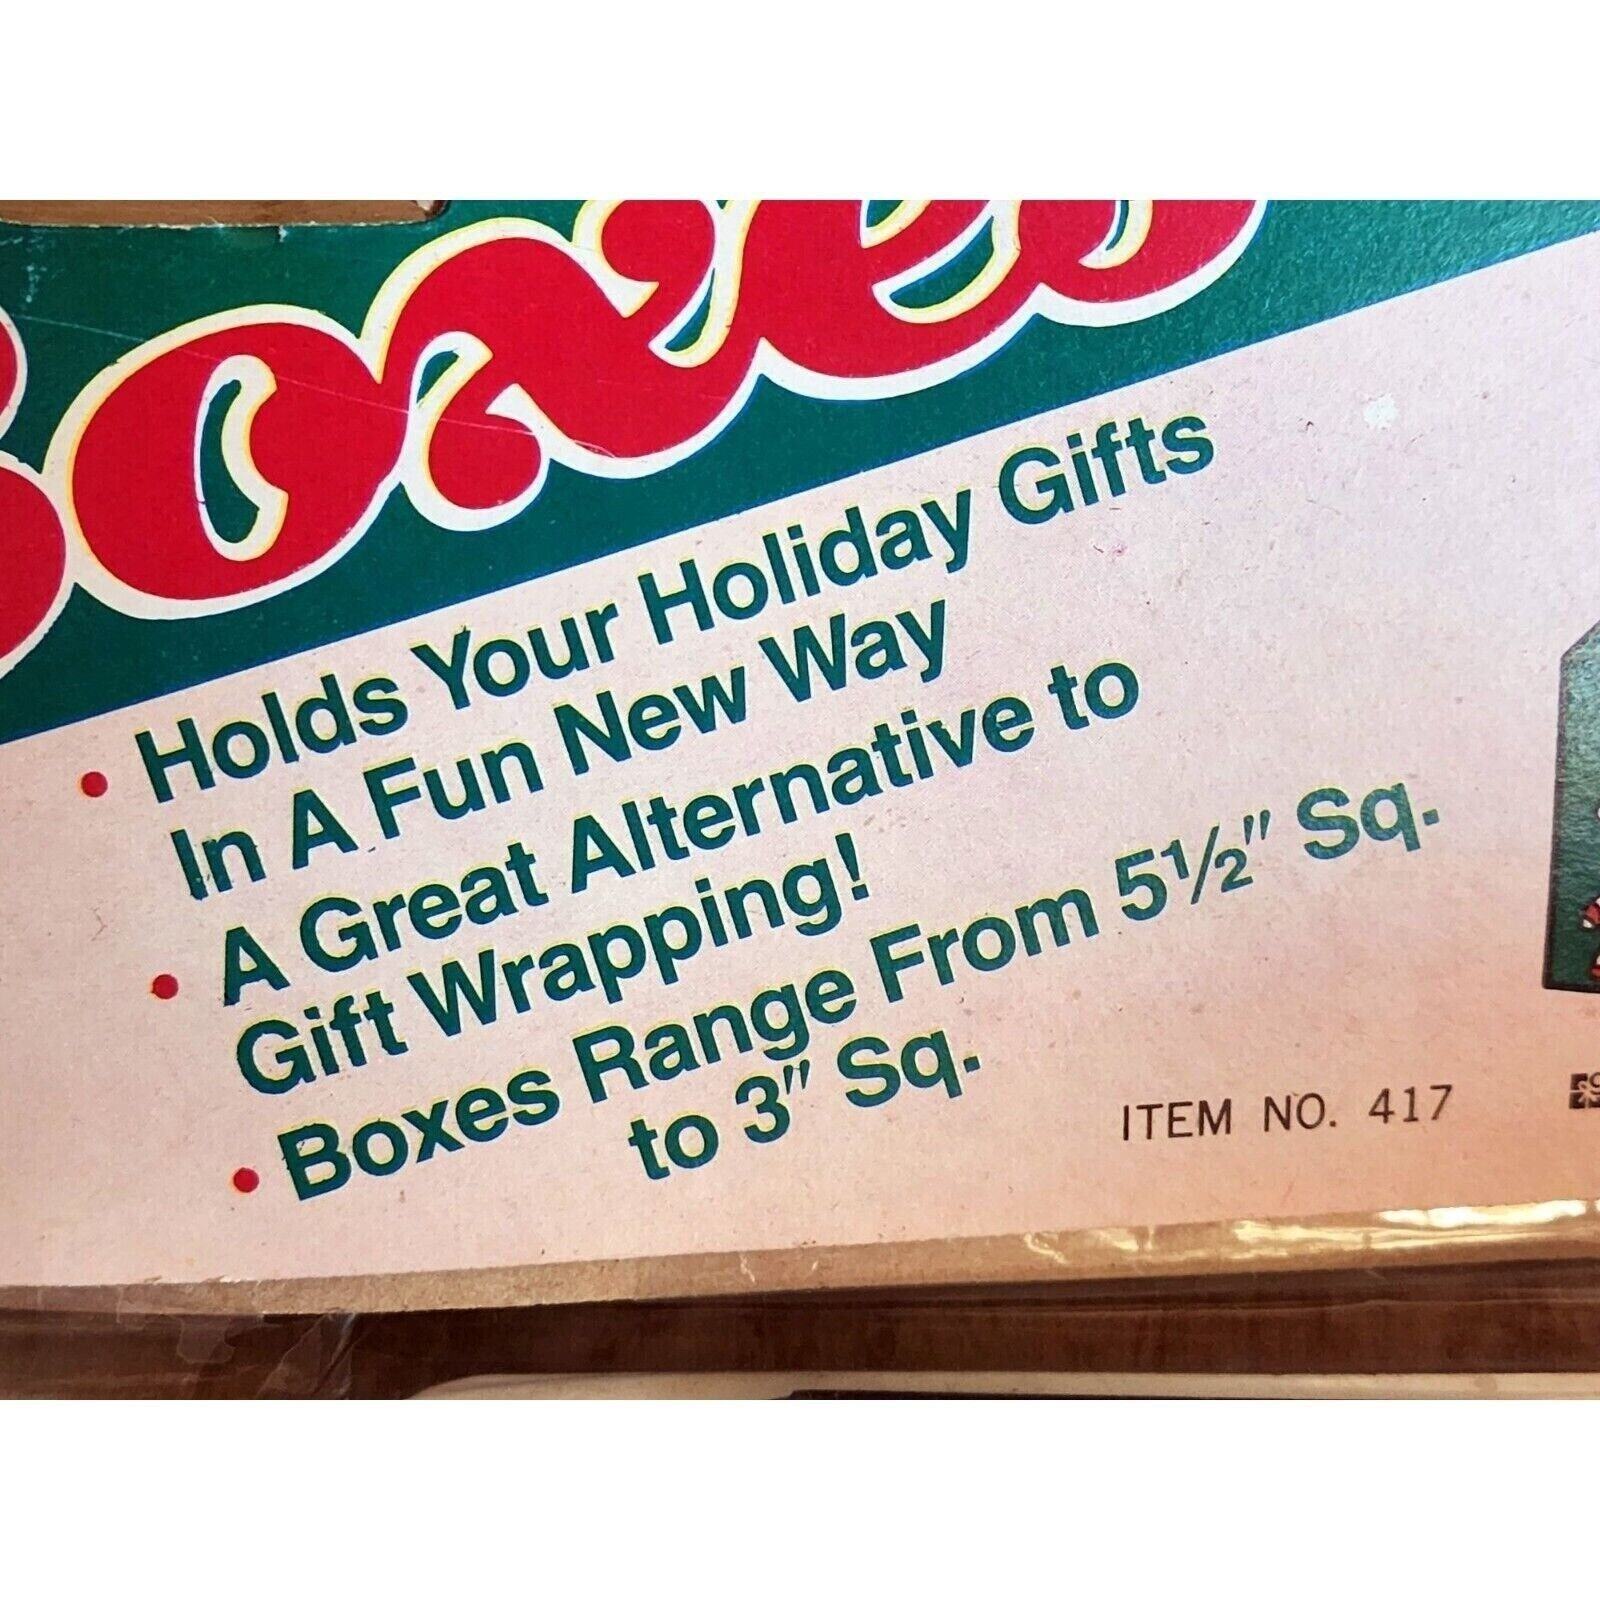 Boxes
• Holds Your Holiday Gifts
In A Fun New Way
• A Great Alternative to
Gift Wrapping!
• Boxes Range From 5½" Sq.
to 3" Sq.
ITEM NO. 417